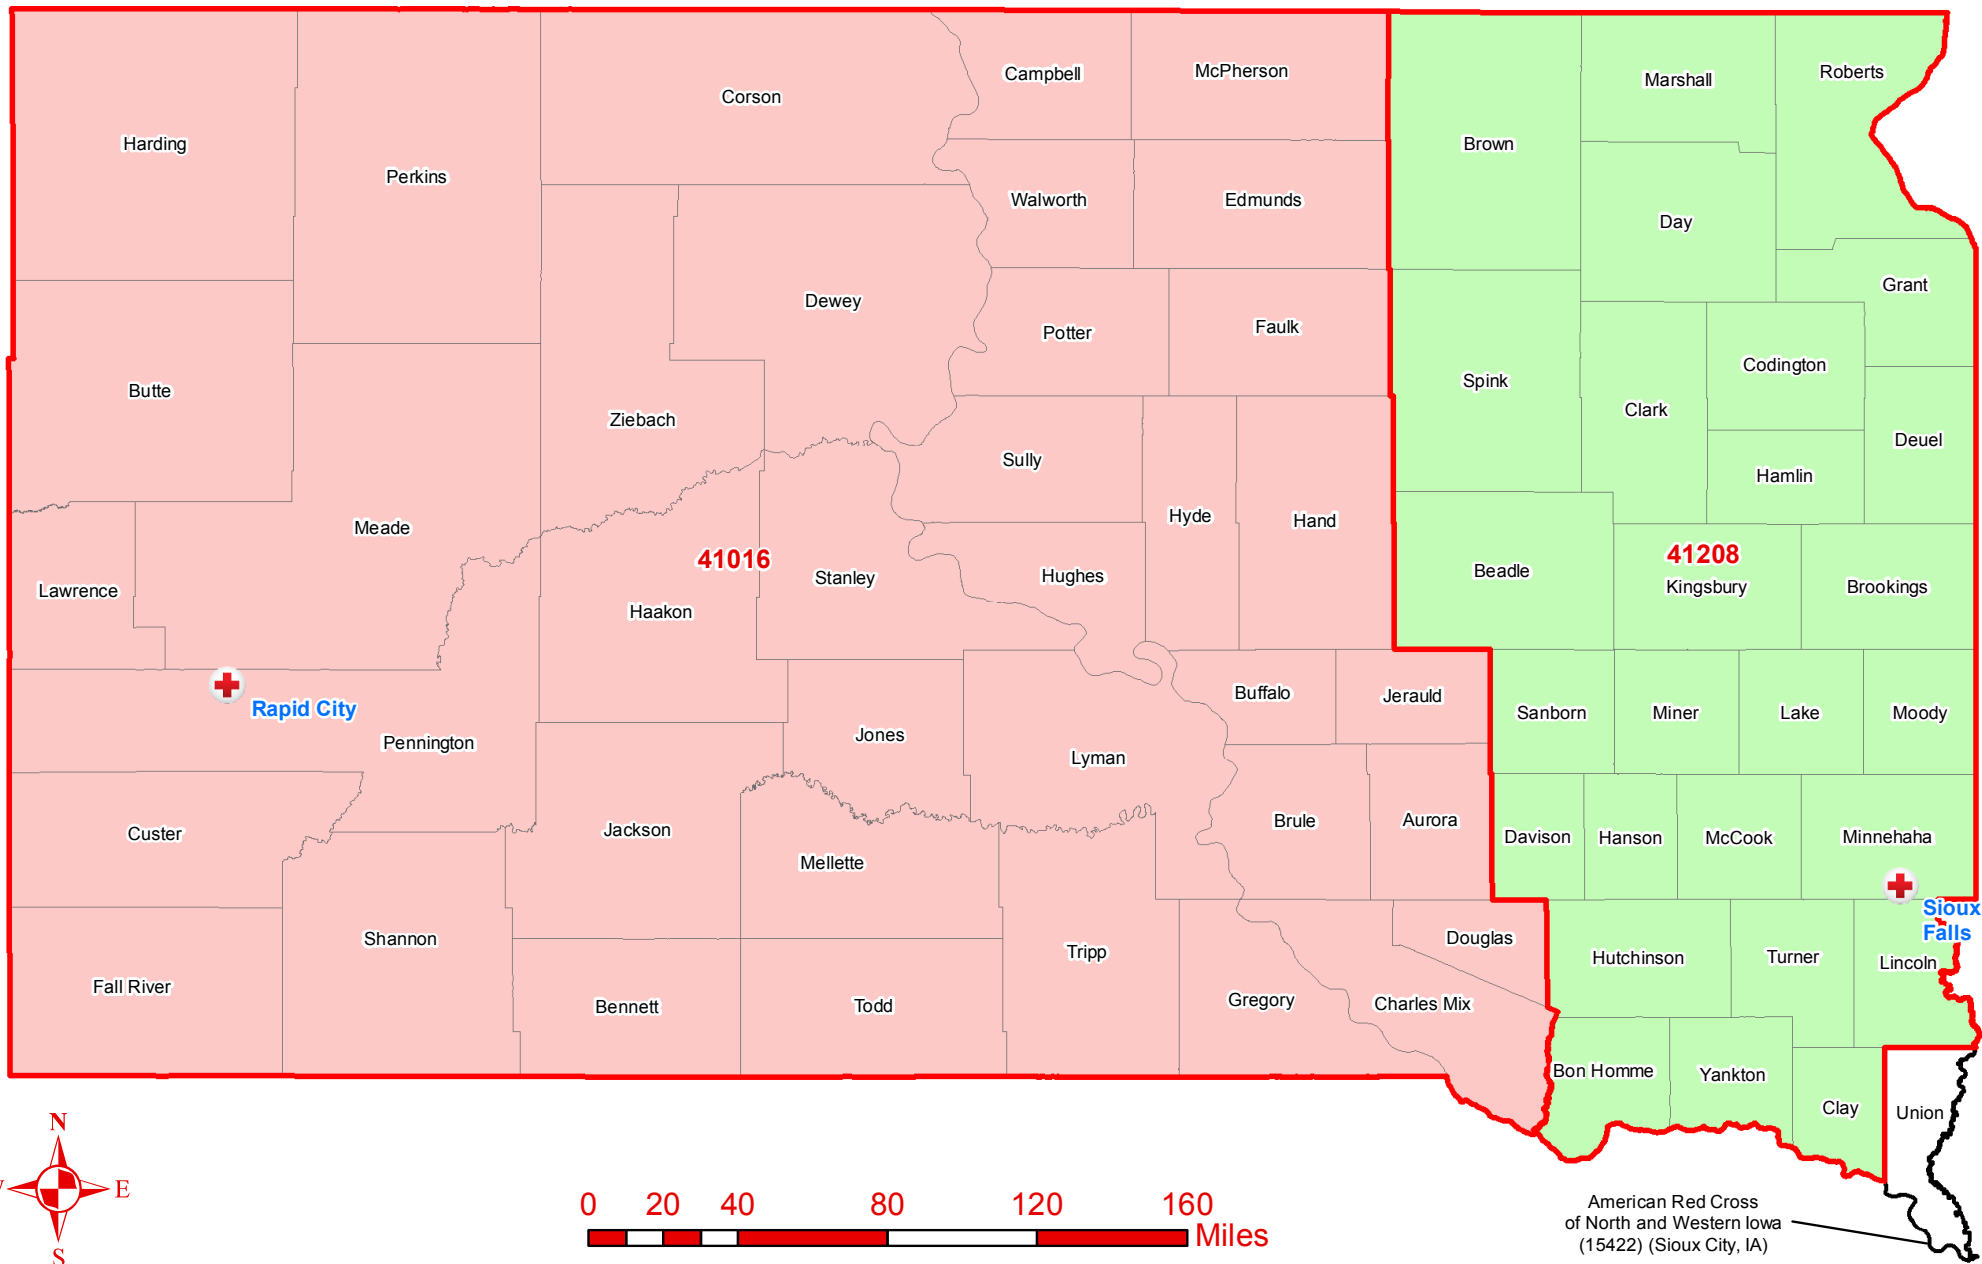 Campbell
McPherson
Marshall
Roberts
Corson
Harding
Brown
Perkins
Walworth
Edmunds
Day
Grant
Dewey
Potter
Faulk
Codington
Spink
Butte
Clark
Ziebach
Deuel
Sully
Hamlin
Hyde
Hand
Meade
41016
41208
Beadle
Stanley
Hughes
Kingsbury
Brookings
Lawrence
Haakon
Buffalo
Jerauld
Rapid City
Sanborn
Miner
Lake
Moody
Pennington
Jones
Lyman
Custer
Jackson
Brule
Aurora
Davison
Hanson
McCook
Minnehaha
Mellette
Sioux
Falls
Shannon
Douglas
Tripp
Hutchinson
Turner
Lincoln
Fall River
Bennett
Todd
Gregory
Charles Mix
Bon Homme
Yankton
Clay
Union
N
E
S
0 20 40 80 120 160
Miles
American Red Cross
of North and Western Iowa
(15422) (Sioux City, IA)